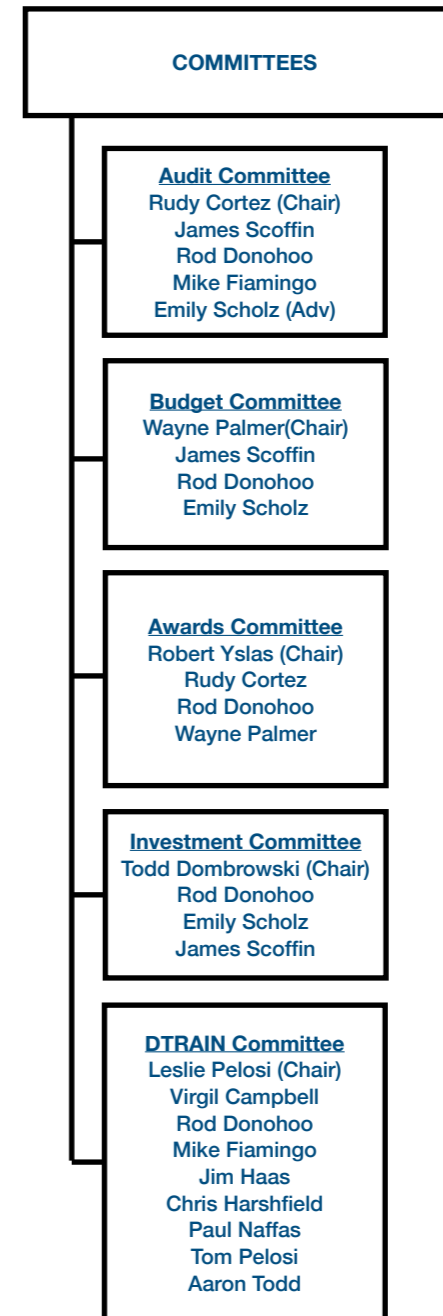 COMMITTEES
Audit Committee
Rudy Cortez (Chair)
James Scoffin
Rod Donohoo
Mike Fiamingo
Emily Scholz (Adv)
Budget Committee
Wayne Palmer(Chair)
James Scoffin
Rod Donohoo
Emily Scholz
Awards Committee
Robert Yslas (Chair)
Rudy Cortez
Rod Donohoo
Wayne Palmer
Investment Committee
Todd Dombrowski (Chair)
Rod Donohoo
Emily Scholz
James Scoffin
DTRAIN Committee
Leslie Pelosi (Chair)
Virgil Campbell
Rod Donohoo
Mike Fiamingo
Jim Haas
Chris Harshfield
Paul Naffas
Tom Pelosi
Aaron Todd